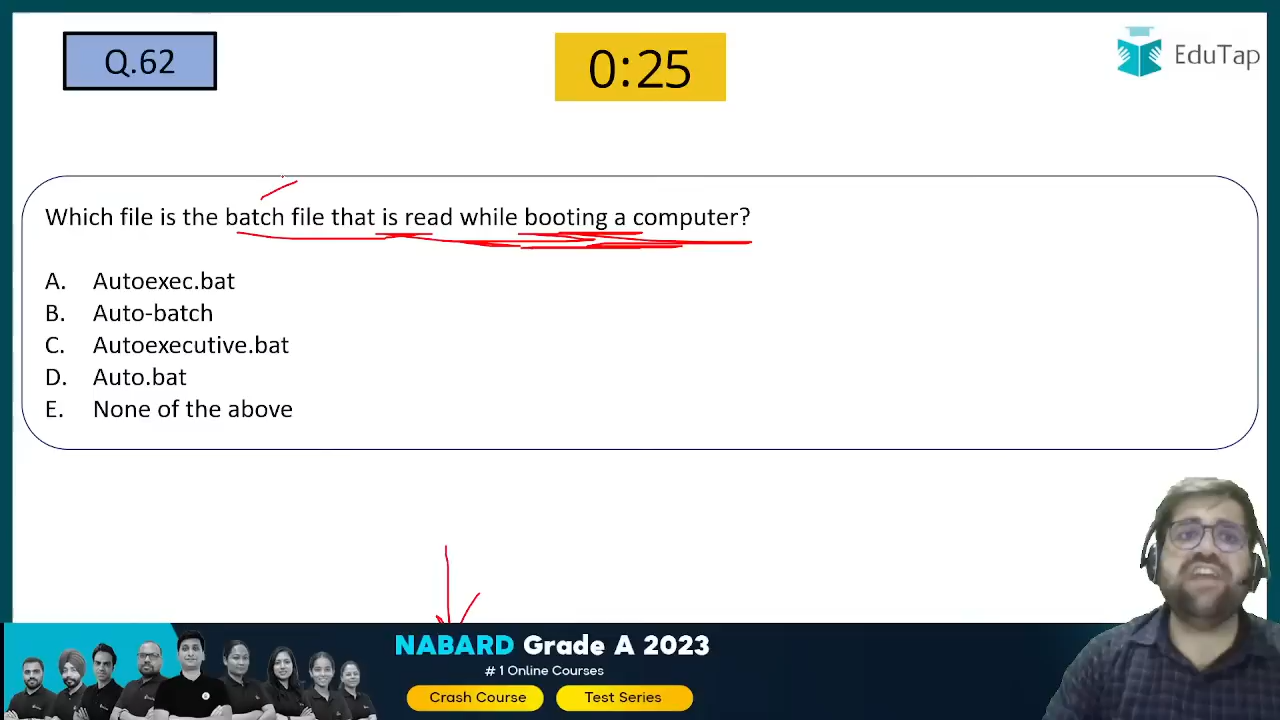 Q.62
0:25
EduTap
Which file is the batch file that is read while booting a computer?
A. Autoexec.bat
B. Auto-batch
C. Autoexecutive.bat
D. Auto.bat
E. None of the above
NABARD Grade A 2023
# 1 Online Courses
Crash Course
Test Series